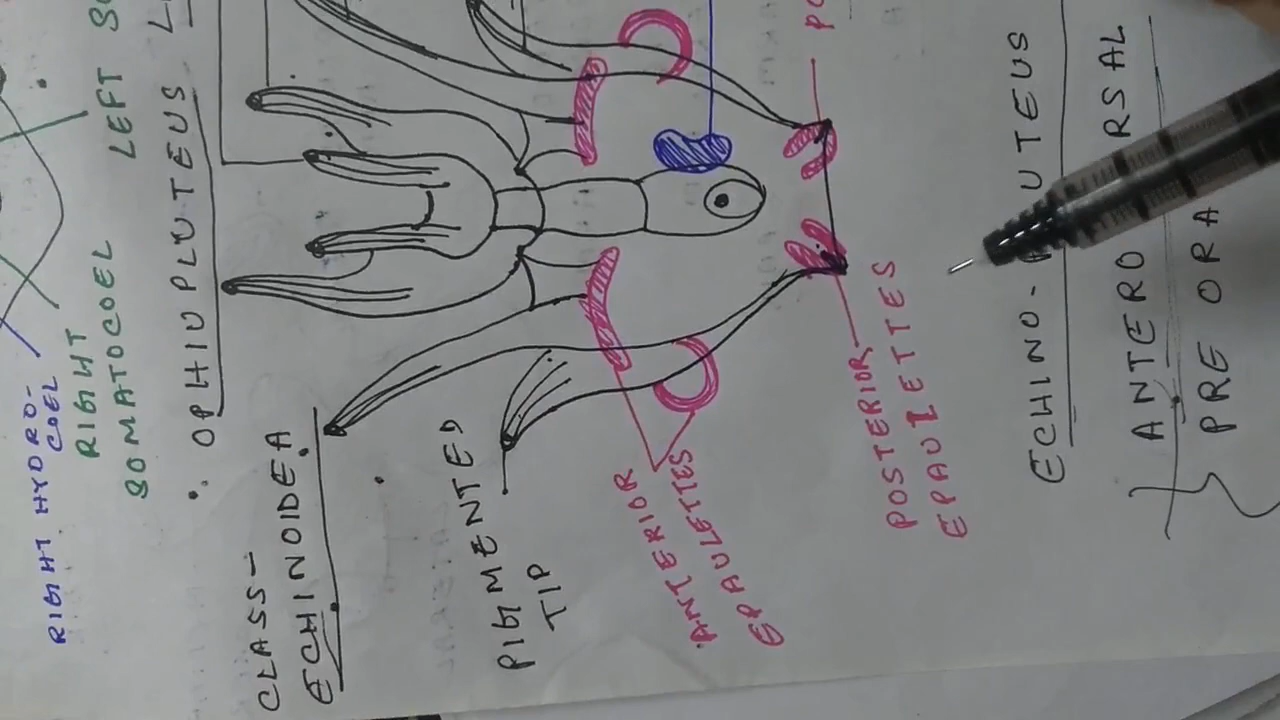 RIGHT HYDRO-
COEL
RIGHT
SOMATOCOEL
LEFT
OPHIUPLUTEUS
CLASS-
ECHINOIDEA
PIGMENTED
TIP
ANTERIOR
EPAULETTES
POSTERIOR
EPAULETTES
ECHINO-
UTEUS
ANTERO
RSAL
PRE ORA